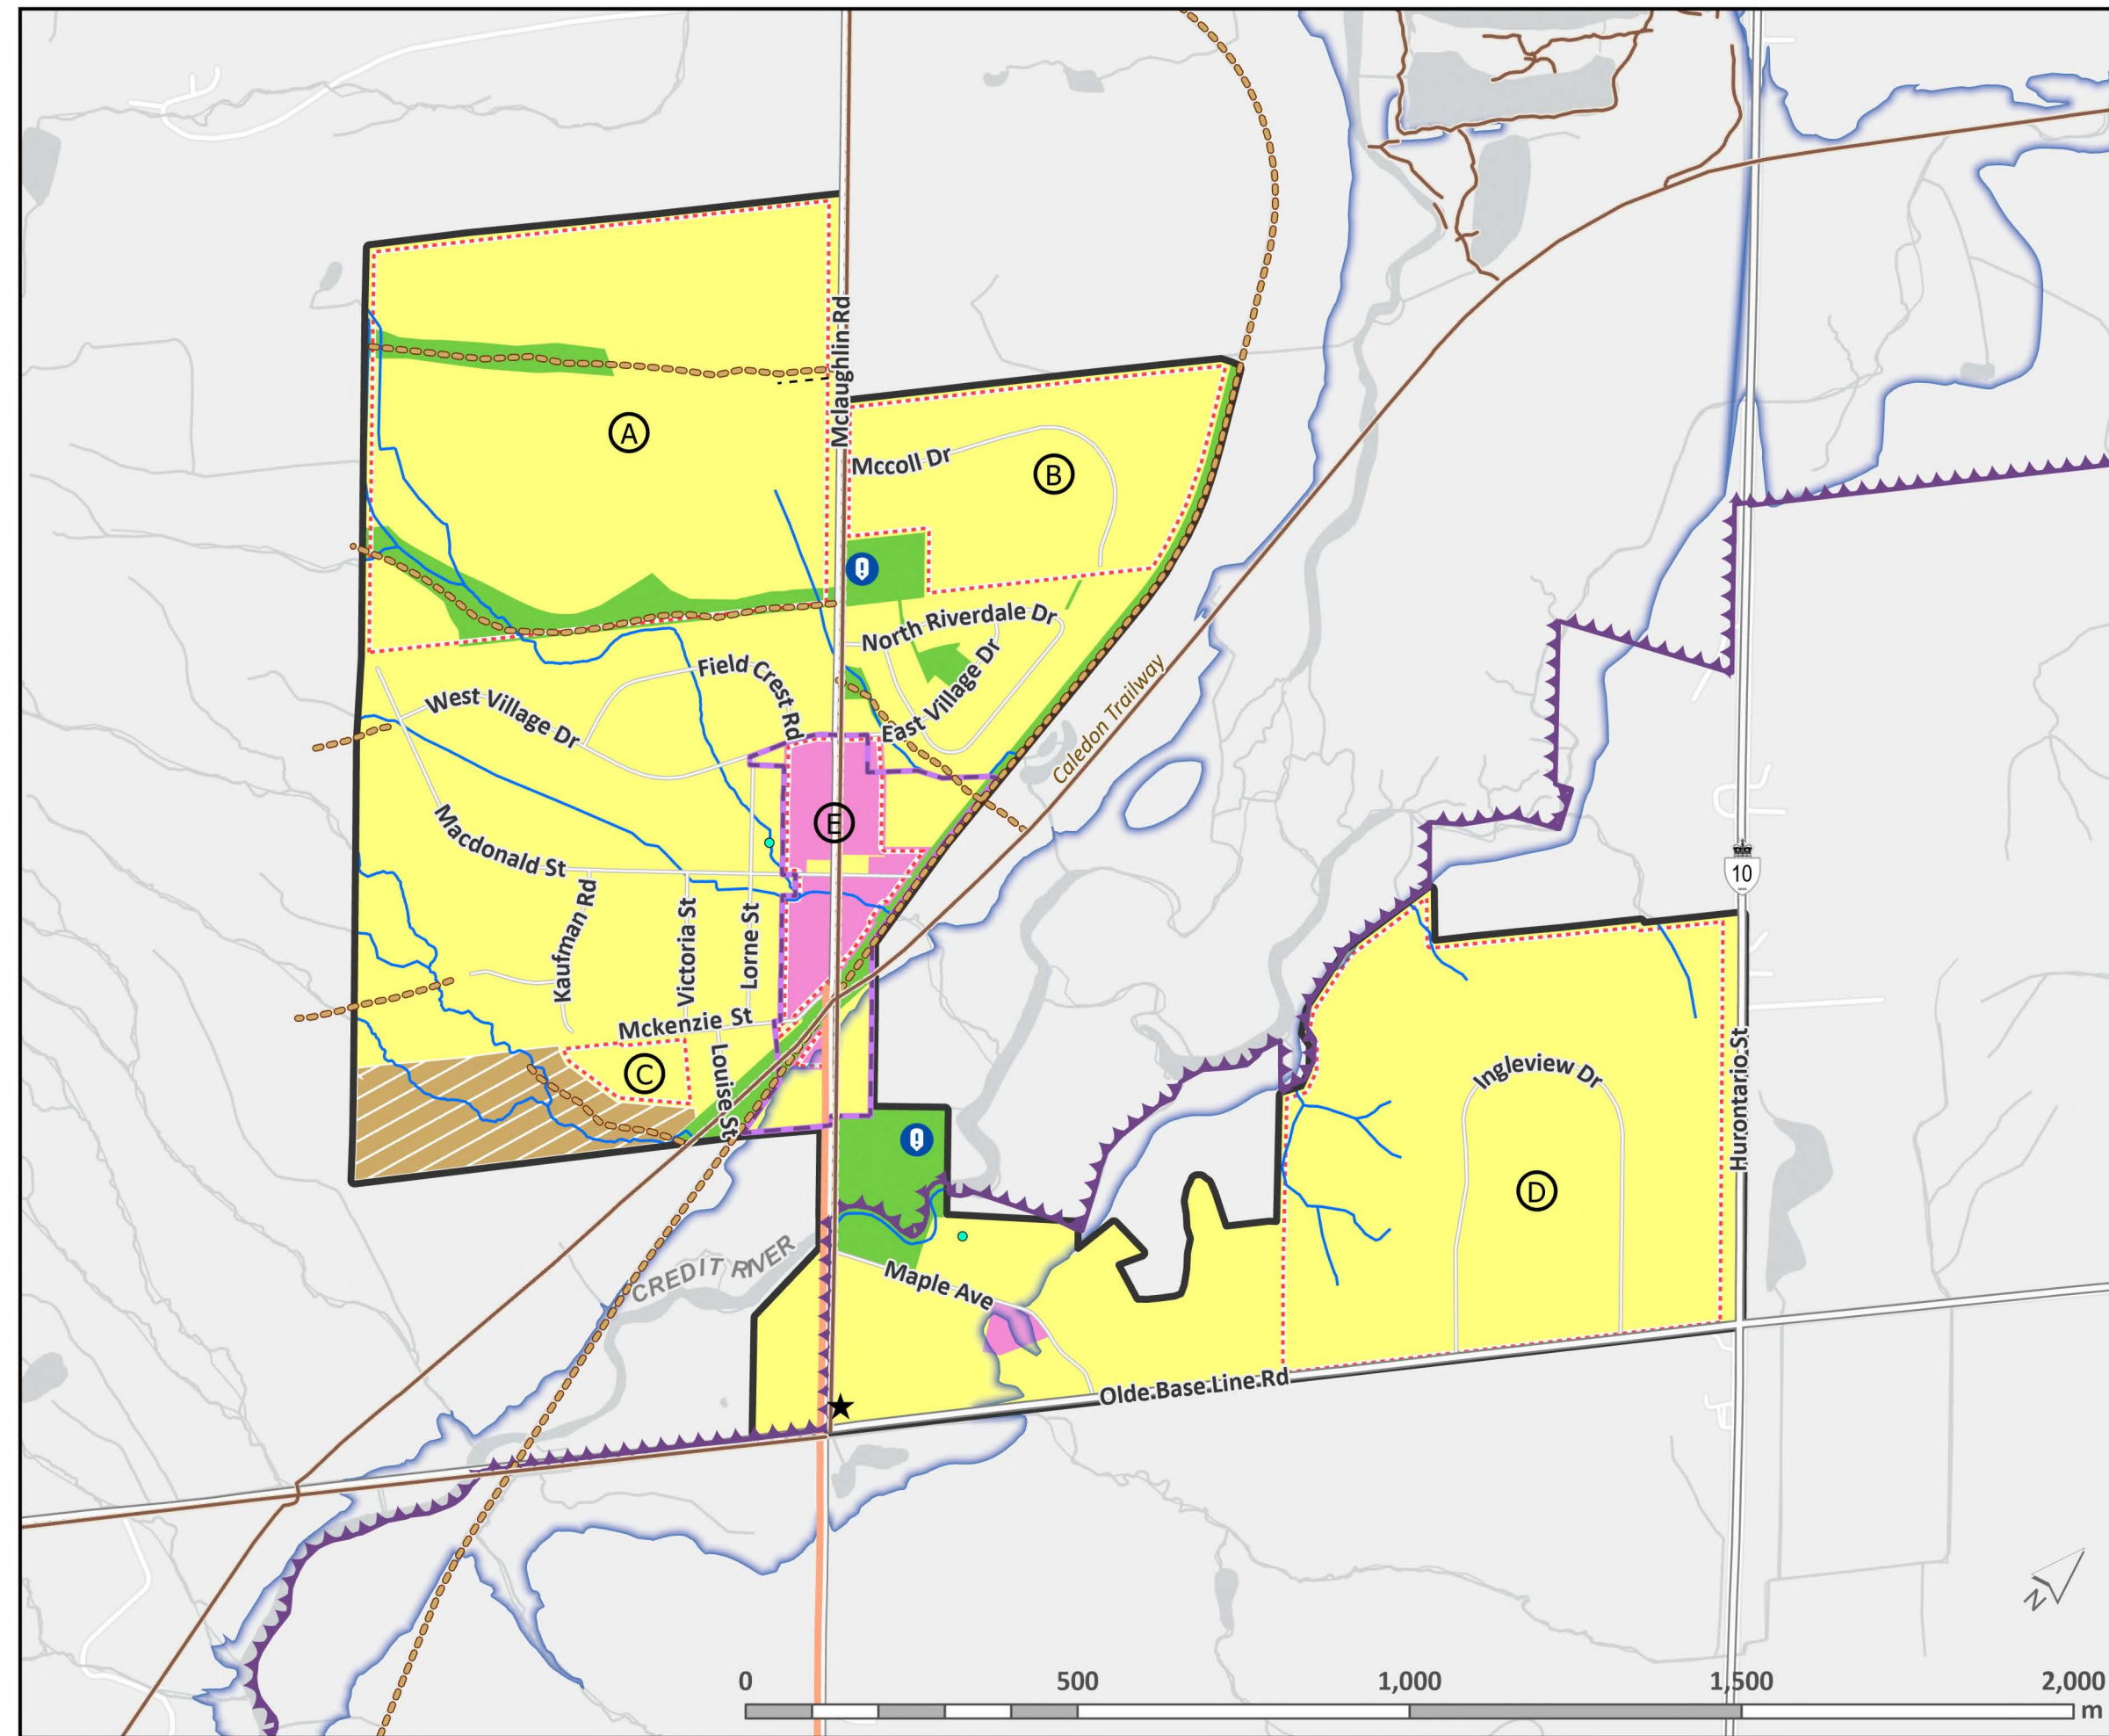 Mclaughlin Rd
A
Mccoll Dr
B
North Riverdale Dr
Field Crest Rd
East Village Dr
West Village Dr
Caledon Trailway
E
Macdonald St
10
Kaufman Rd
Victoria St
Lorne St
Mckenzie St
Louise St
C
Ingleview Dr
Hurontario St
D
CREDIT RIVER
Maple Ave
Olde Base Line Rd
N
0 500 1,000 1,500 2,000
m